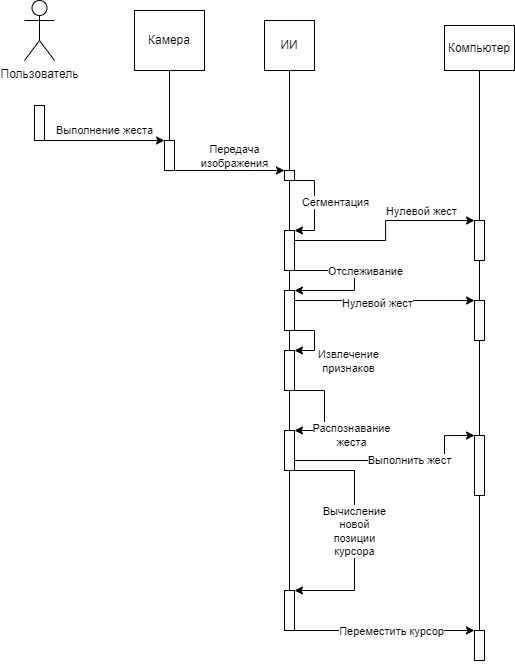 Камера
ИИ
Компьютер
Пользователь
Выполнение жеста
Передача
изображения
Сегментация
Нулевой жест
Отслеживание
Нулевой жест
Извлечение
признаков
Распознавание
жеста
Выполнить жест
Вычисление
новой
позиции
курсора
Переместить курсор